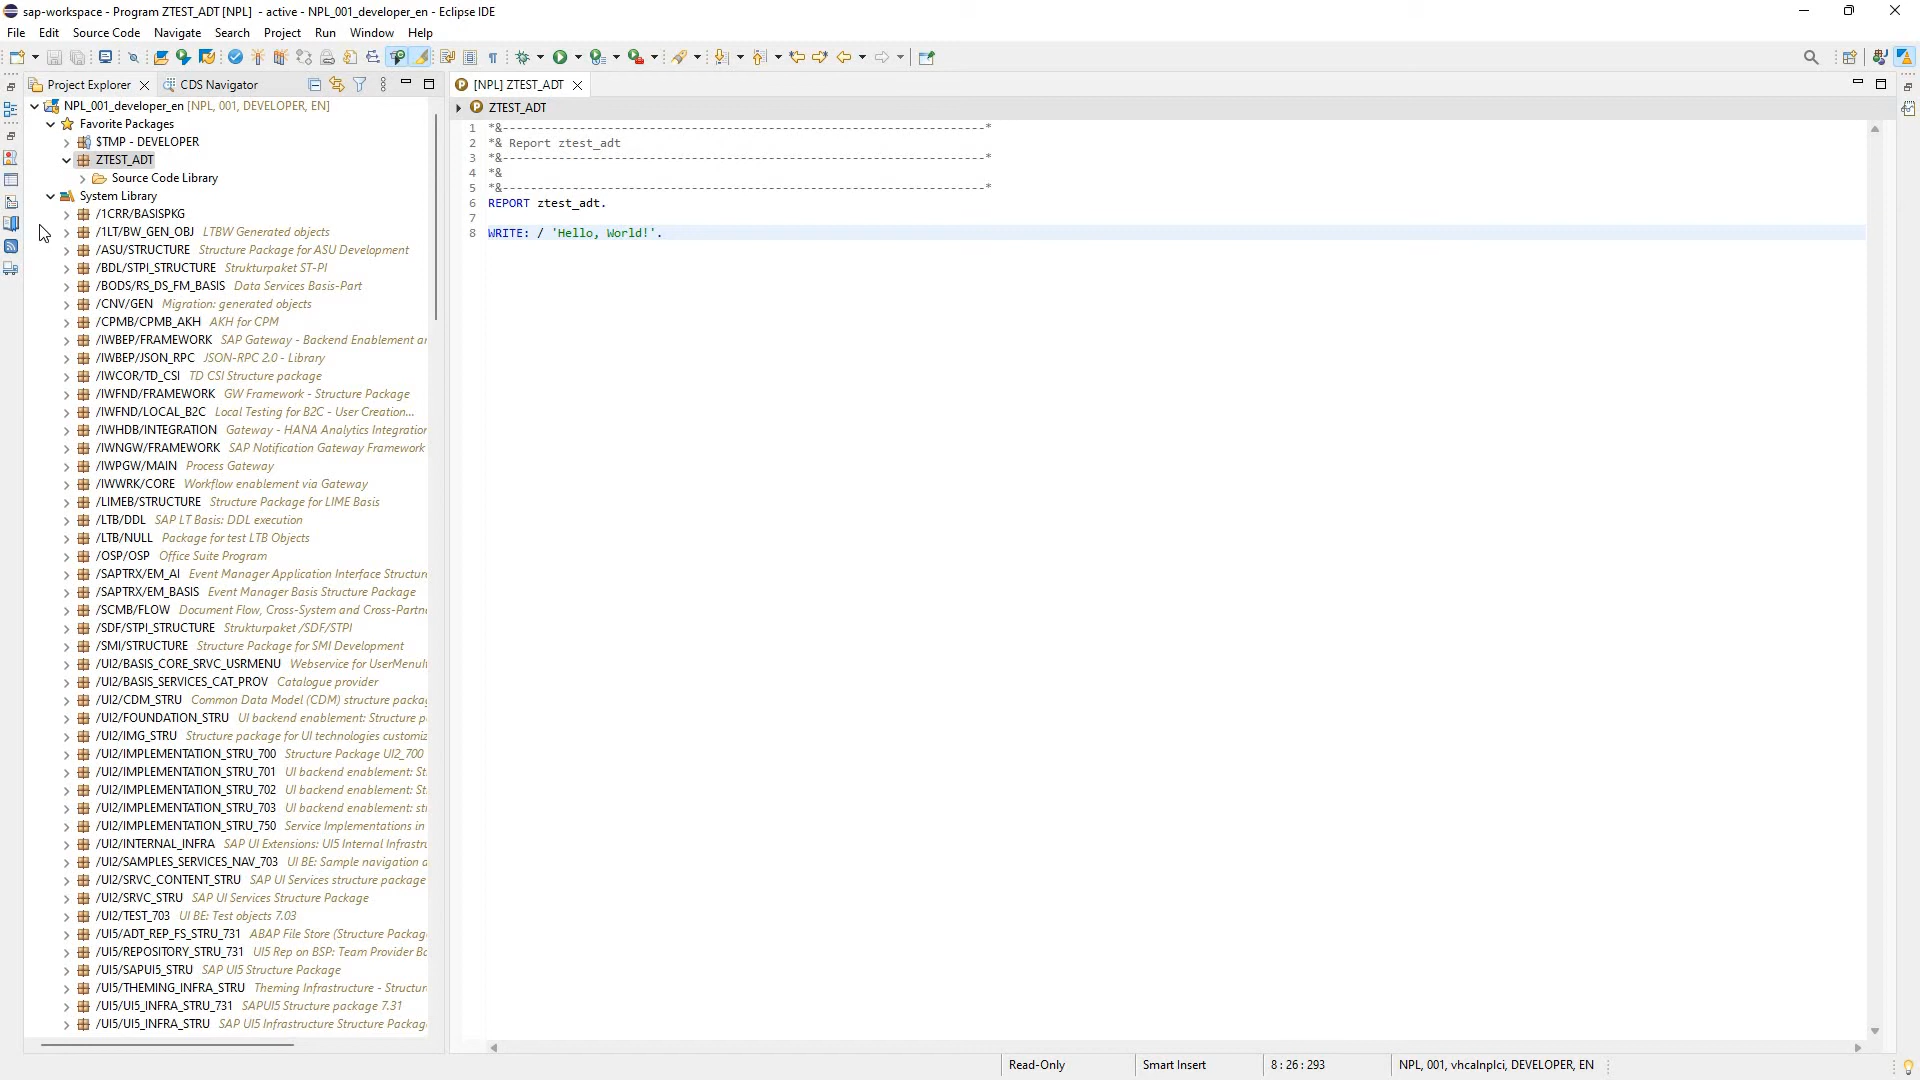 sap-workspace - Program ZTEST_ADT [NPL] - active - NPL_001_developer_en - Eclipse IDE
File Edit Source Code Navigate Search Project Run Window Help
Project Explorer CDS Navigator
[NPL] ZTEST_ADT
NPL_001_developer_en [NPL, 001, DEVELOPER, EN]
Favorite Packages
$TMP - DEVELOPER
ZTEST_ADT
Source Code Library
System Library
/1CRR/BASISPKG
/1LT/BW_GEN_OBJ LTBW Generated objects
/ASU/STRUCTURE Structure Package for ASU Development
/BDL/STPI_STRUCTURE Strukturpaket ST-PI
/BODS/RS_DS_FM_BASIS Data Services Basis-Part
/CNV/GEN Migration: generated objects
/CPMB/CPMB_AKH AKH for CPM
/IWBEP/FRAMEWORK SAP Gateway - Backend Enablement ar
/IWBEP/JSON_RPC JSON-RPC 2.0 - Library
/IWCOR/TD_CSI TD CSI Structure package
/IWFND/FRAMEWORK GW Framework - Structure Package
/IWFND/LOCAL_B2C Local Testing for B2C - User Creation...
/IWHDB/INTEGRATION Gateway - HANA Analytics Integration
/IWNGW/FRAMEWORK SAP Notification Gateway Framework
/IWPGW/MAIN Process Gateway
/IWWRK/CORE Workflow enablement via Gateway
/LIMEB/STRUCTURE Structure Package for LIME Basis
/LTB/DDL SAP LT Basis: DDL execution
/LTB/NULL Package for test LTB Objects
/OSP/OSP Office Suite Program
/SAPTRX/EM_AI Event Manager Application Interface Structur
/SAPTRX/EM_BASIS Event Manager Basis Structure Package
/SCMB/FLOW Document Flow, Cross-System and Cross-Partn
/SDF/STPI_STRUCTURE Strukturpaket /SDF/STPI
/SMI/STRUCTURE Structure Package for SMI Development
/UI2/BASIS_CORE_SRVC_USRMENU Webservice for UserMenuI
/UI2/BASIS_SERVICES_CAT_PROV Catalogue provider
/UI2/CDM_STRU Common Data Model (CDM) structure packa
/UI2/FOUNDATION_STRU UI backend enablement: Structure p
/UI2/IMG_STRU Structure package for UI technologies customiz
/UI2/IMPLEMENTATION_STRU_700 Structure Package UI2_700
/UI2/IMPLEMENTATION_STRU_701 UI backend enablement: St
/UI2/IMPLEMENTATION_STRU_702 UI backend enablement: St
/UI2/IMPLEMENTATION_STRU_703 UI backend enablement: str
/UI2/IMPLEMENTATION_STRU_750 Service Implementations in
/UI2/INTERNAL_INFRA SAP UI Extensions: UI5 Internal Infrastru
/UI2/SAMPLES_SERVICES_NAV_703 UI BE: Sample navigation a
/UI2/SRVC_CONTENT_STRU SAP UI Services structure package
/UI2/SRVC_STRU SAP UI Services Structure Package
/UI2/TEST_703 UI BE: Test objects 7.03
/UI5/ADT_REP_FS_STRU_731 ABAP File Store (Structure Packag
/UI5/REPOSITORY_STRU_731 UI5 Rep on BSP: Team Provider Ba
/UI5/SAPUI5_STRU SAP UI5 Structure Package
/UI5/THEMING_INFRA_STRU Theming Infrastructure - Structur
/UI5/UI5_INFRA_STRU_731 SAPUI5 Structure package 7.31
/UI5/UI5_INFRA_STRU SAP UI5 Infrastructure Structure Packag
ZTEST_ADT
1 *&---------------------------------------------------------------------*
2 *& Report ztest_adt
3 *&---------------------------------------------------------------------*
4 *&
5 *&---------------------------------------------------------------------*
6 REPORT ztest_adt.
7
8 WRITE: / 'Hello, World!'.
Read-Only Smart Insert 8 : 26 : 293 NPL, 001, vhcalnplci, DEVELOPER, EN